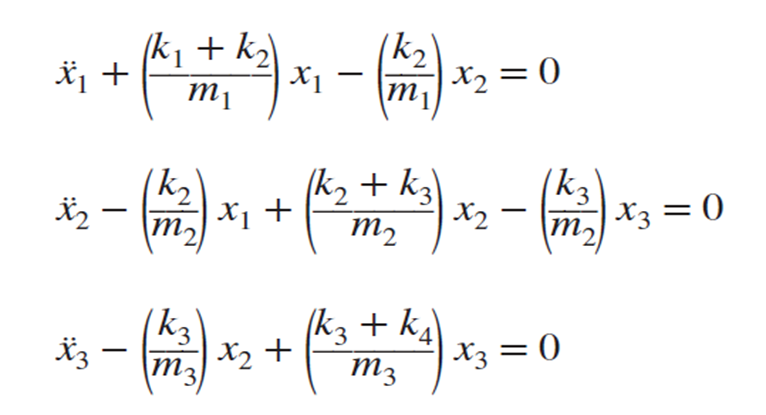 ẍ₁ + ((k₁ + k₂)/m₁) x₁ − (k₂/m₁) x₂ = 0
ẍ₂ − (k₂/m₂) x₁ + ((k₂ + k₃)/m₂) x₂ − (k₃/m₂) x₃ = 0
ẍ₃ − (k₃/m₃) x₂ + ((k₃ + k₄)/m₃) x₃ = 0